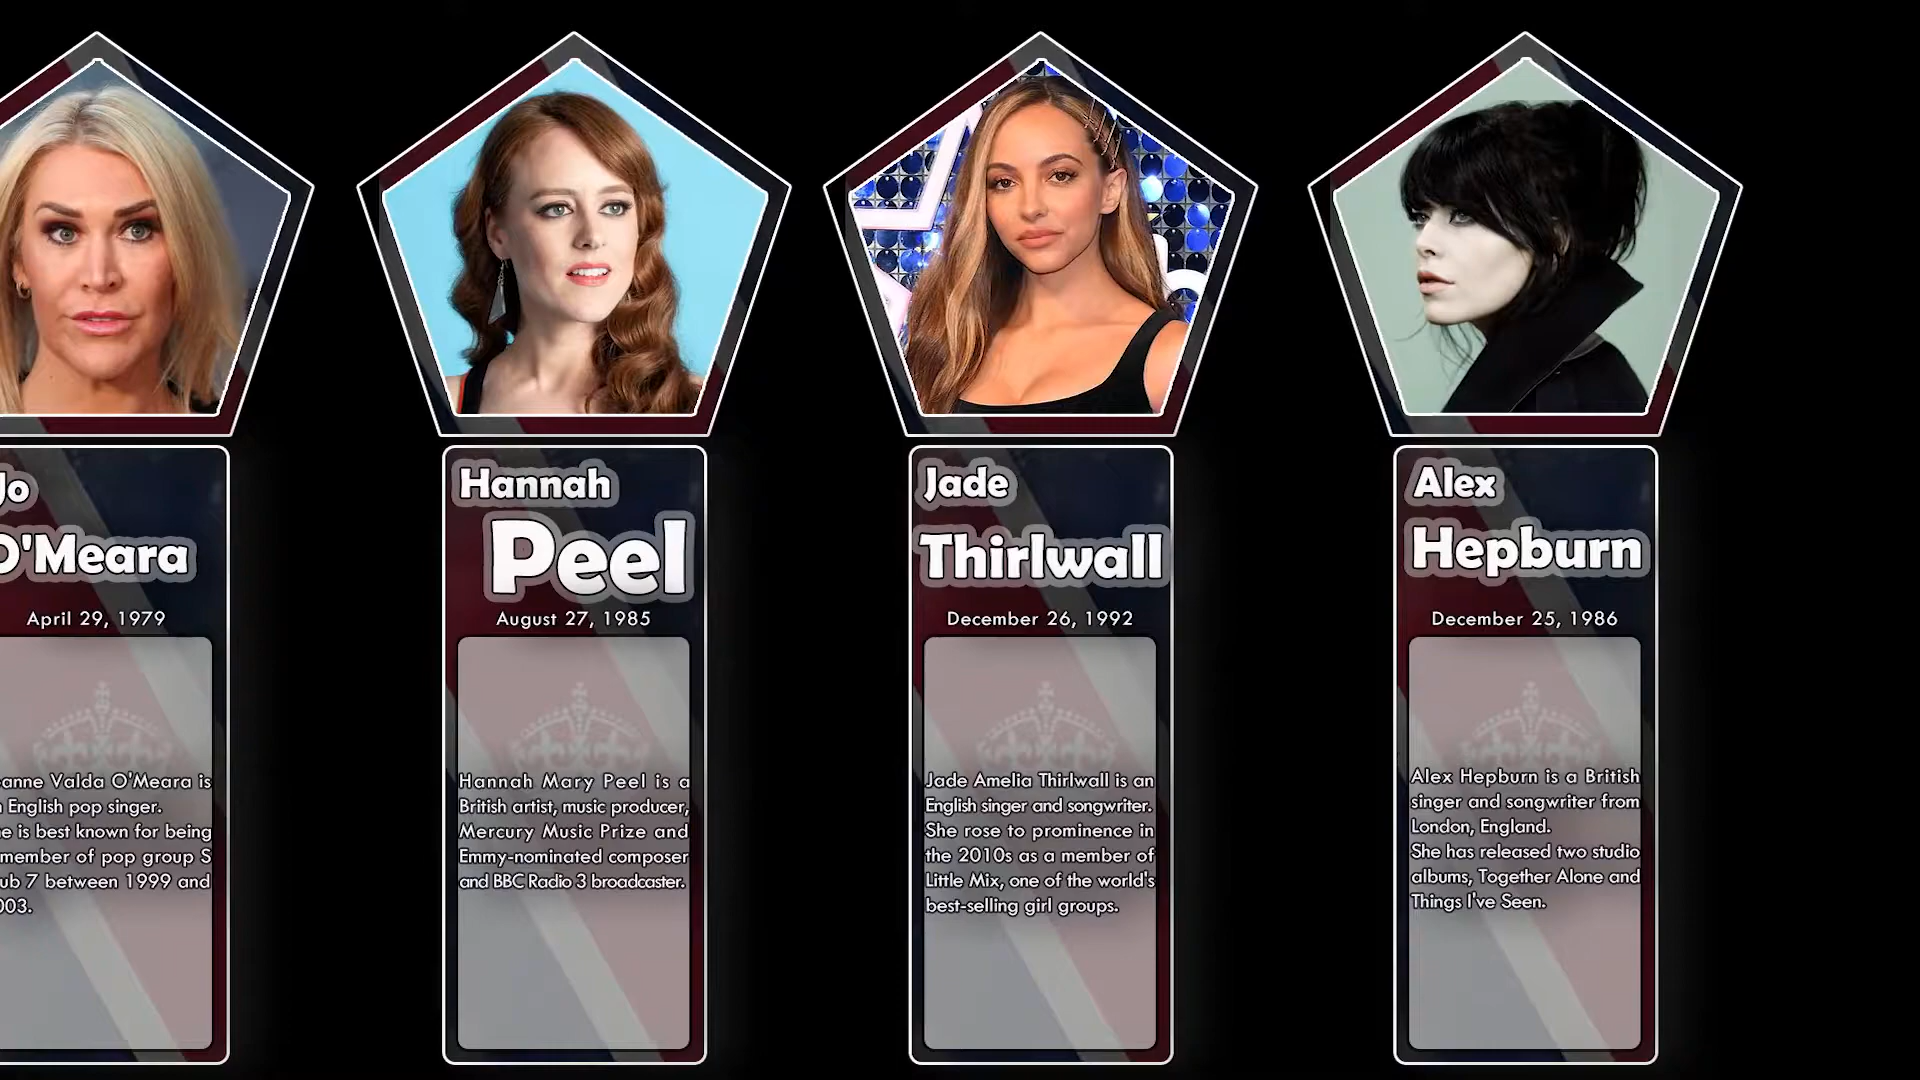 Jo
O'Meara
April 29, 1979
anne Valda O'Meara is
English pop singer.
e is best known for being
member of pop group S
ub 7 between 1999 and
003.
Hannah
Peel
August 27, 1985
Hannah Mary Peel is a
British artist, music producer,
Mercury Music Prize and
Emmy-nominated composer
and BBC Radio 3 broadcaster.
Jade
Thirlwall
December 26, 1992
Jade Amelia Thirlwall is an
English singer and songwriter.
She rose to prominence in
the 2010s as a member of
Little Mix, one of the world's
best-selling girl groups.
Alex
Hepburn
December 25, 1986
Alex Hepburn is a British
singer and songwriter from
London, England.
She has released two studio
albums, Together Alone and
Things I've Seen.